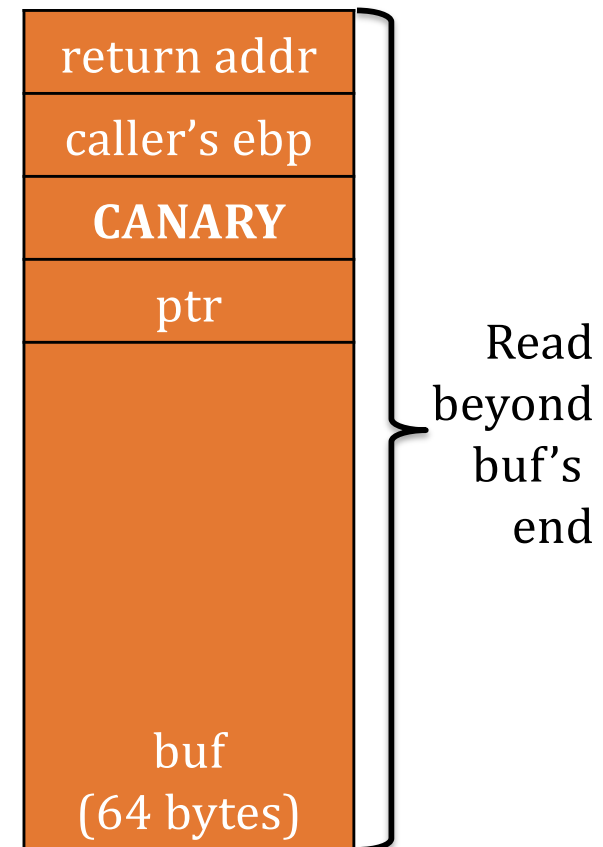 return addr
caller’s ebp
CANARY
ptr
buf
(64 bytes)
Read
beyond
buf’s
end